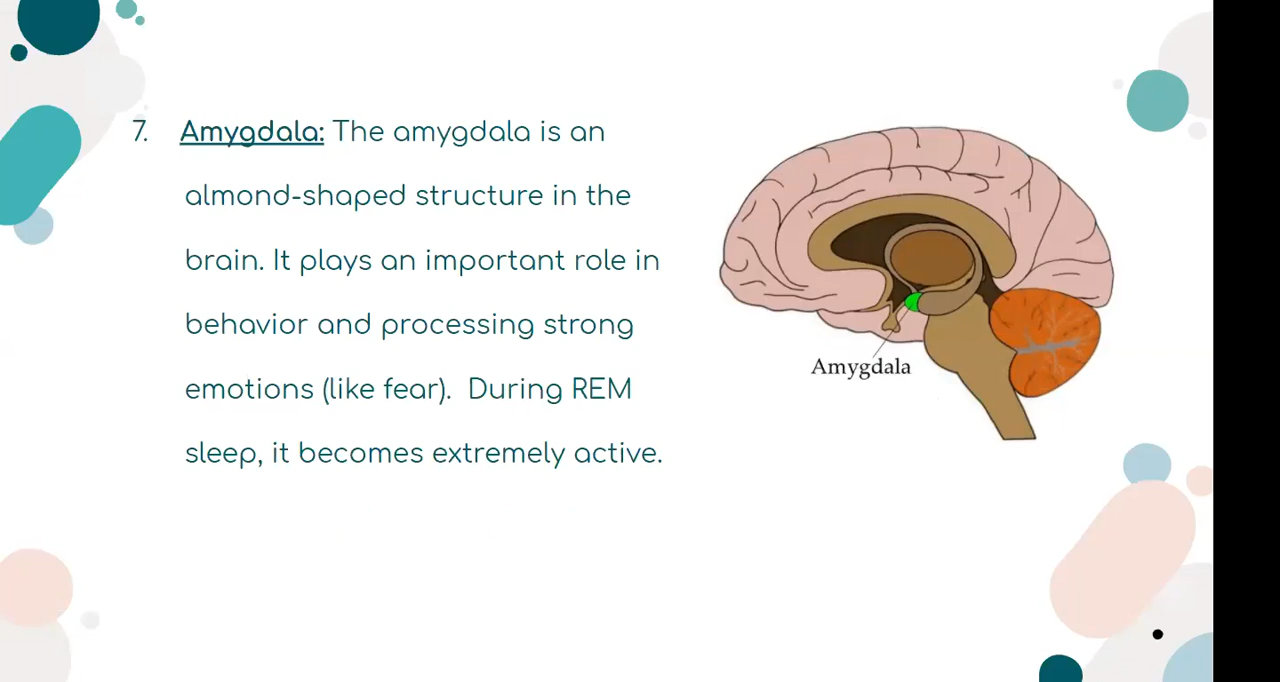 7. Amygdala: The amygdala is an
almond-shaped structure in the
brain. It plays an important role in
behavior and processing strong
emotions (like fear).  During REM
sleep, it becomes extremely active.
Amygdala